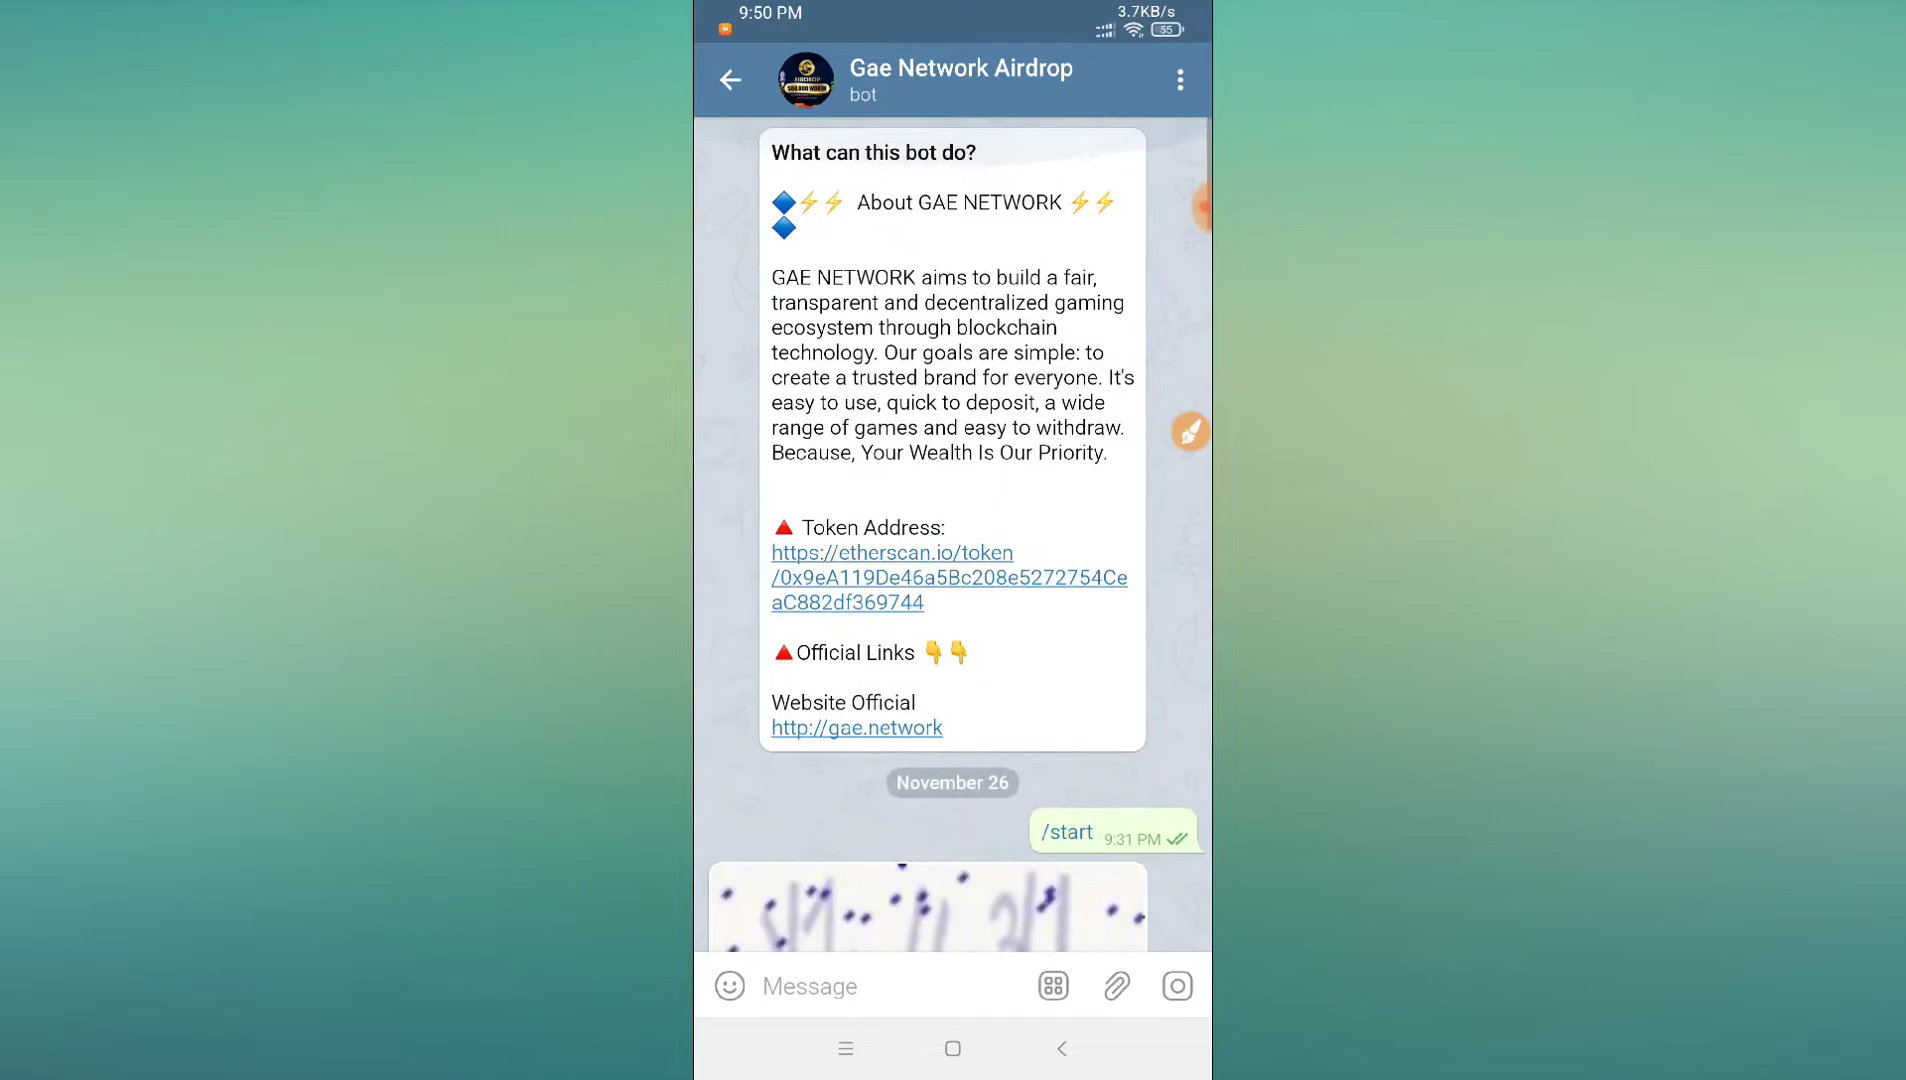 9:50 PM
3.7KB/s
55
Gae Network Airdrop
bot
AIRDROP
What can this bot do?
🔷⚡⚡ About GAE NETWORK ⚡⚡
🔷
GAE NETWORK aims to build a fair,
transparent and decentralized gaming
ecosystem through blockchain
technology. Our goals are simple: to
create a trusted brand for everyone. It's
easy to use, quick to deposit, a wide
range of games and easy to withdraw.
Because, Your Wealth Is Our Priority.
🔺 Token Address:
https://etherscan.io/token
/0x9eA119De46a5Bc208e5272754Ce
aC882df369744
🔺Official Links 👇👇
Website Official
http://gae.network
November 26
/start 9:31 PM
Message